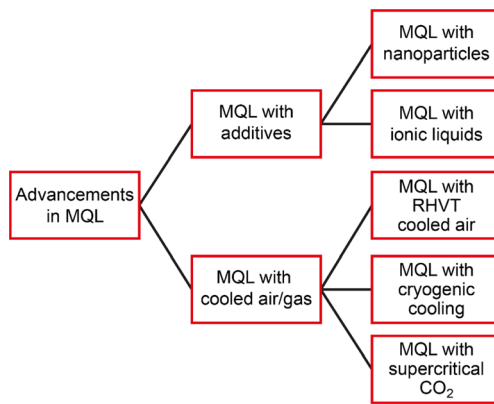 Advancements
in MQL
MQL with
additives
MQL with
cooled air/gas
MQL with
nanoparticles
MQL with
ionic liquids
MQL with
RHVT
cooled air
MQL with
cryogenic
cooling
MQL with
supercritical
CO₂